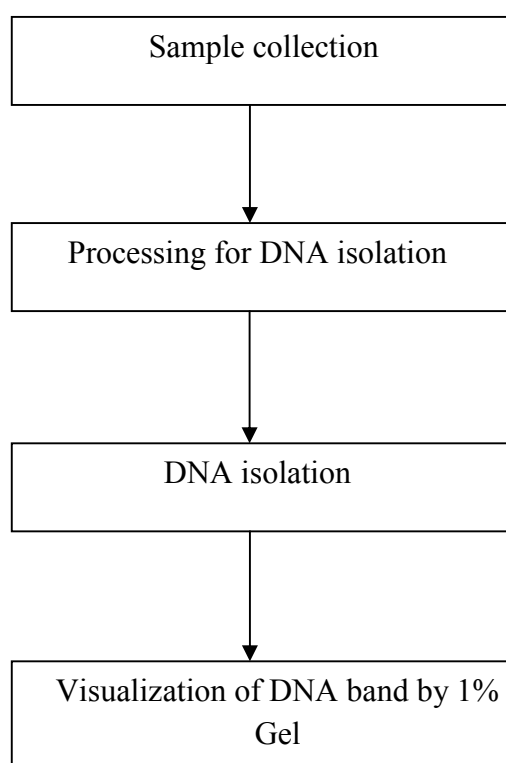 Sample collection
Processing for DNA isolation
DNA isolation
Visualization of DNA band by 1%
Gel